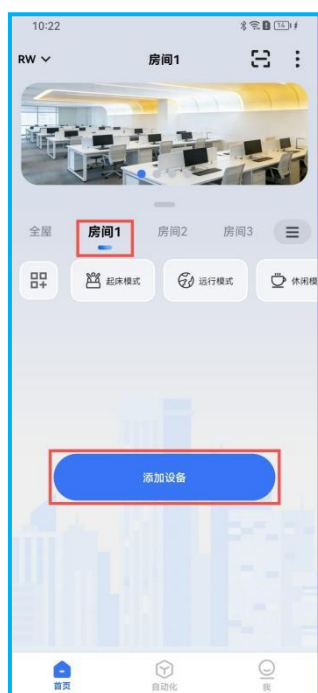 10:22
14
RW
房间1
全屋 房间1 房间2 房间3
起床模式 远行模式 休闲模
添加设备
首页 自动化 我